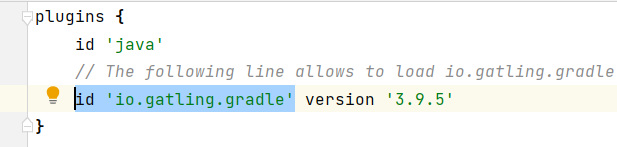 plugins {
id 'java'
// The following line allows to load io.gatling.gradle
id 'io.gatling.gradle' version '3.9.5'
}